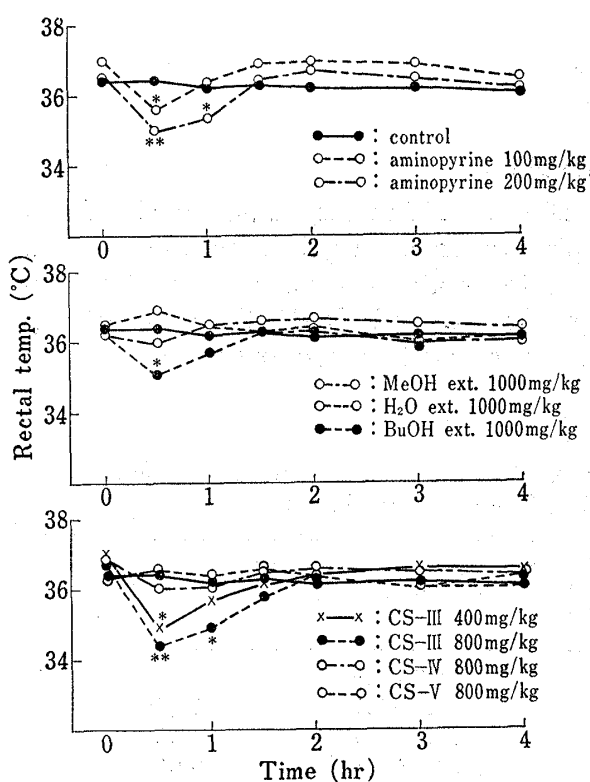 Rectal temp. (°C)
38
36
34
*
**
*
●—● : control
○--○ : aminopyrine 100mg/kg
○-·-○ : aminopyrine 200mg/kg
0 1 2 3 4
38
36
34
*
○-·-○ : MeOH ext. 1000mg/kg
○--○ : H₂O ext. 1000mg/kg
●--● : BuOH ext. 1000mg/kg
0 1 2 3 4
38
36
34
*
**
*
×—× : CS-III 400mg/kg
●--● : CS-III 800mg/kg
○-·-○ : CS-IV 800mg/kg
○--○ : CS-V 800mg/kg
0 1 2 3 4
Time (hr)